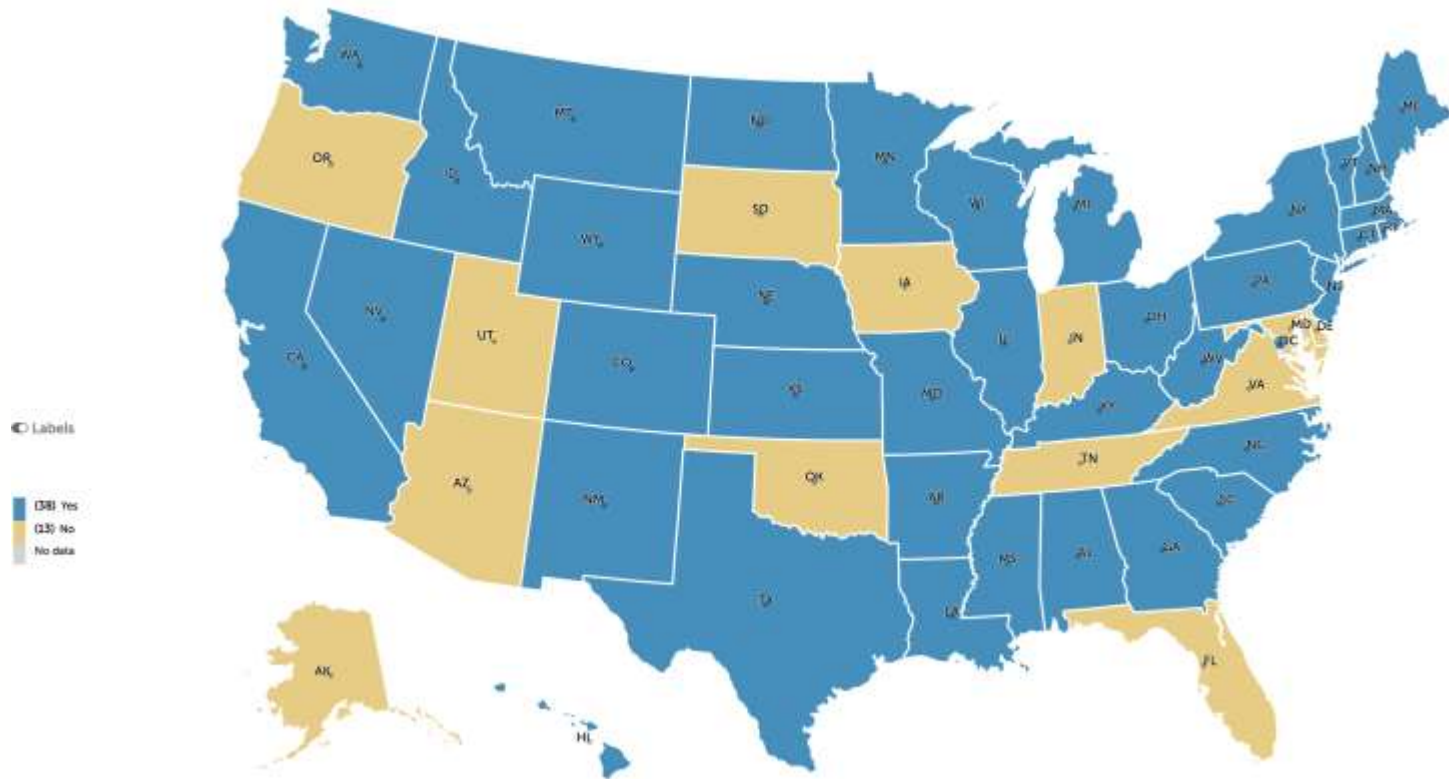 WA
MT
ND
MN
ME
OR
ID
SD
WI
MI
VT
NH
NY
MA
WY
IA
NE
PA
NJ
NV
UT
CO
IL
IN
OH
MD
DE
DC
CA
KS
MO
WV
VA
KY
Labels
AZ
NM
OK
AR
TN
NC
SC
(38) Yes
(13) No
No data
MS
AL
GA
TX
LA
AK
FL
HI